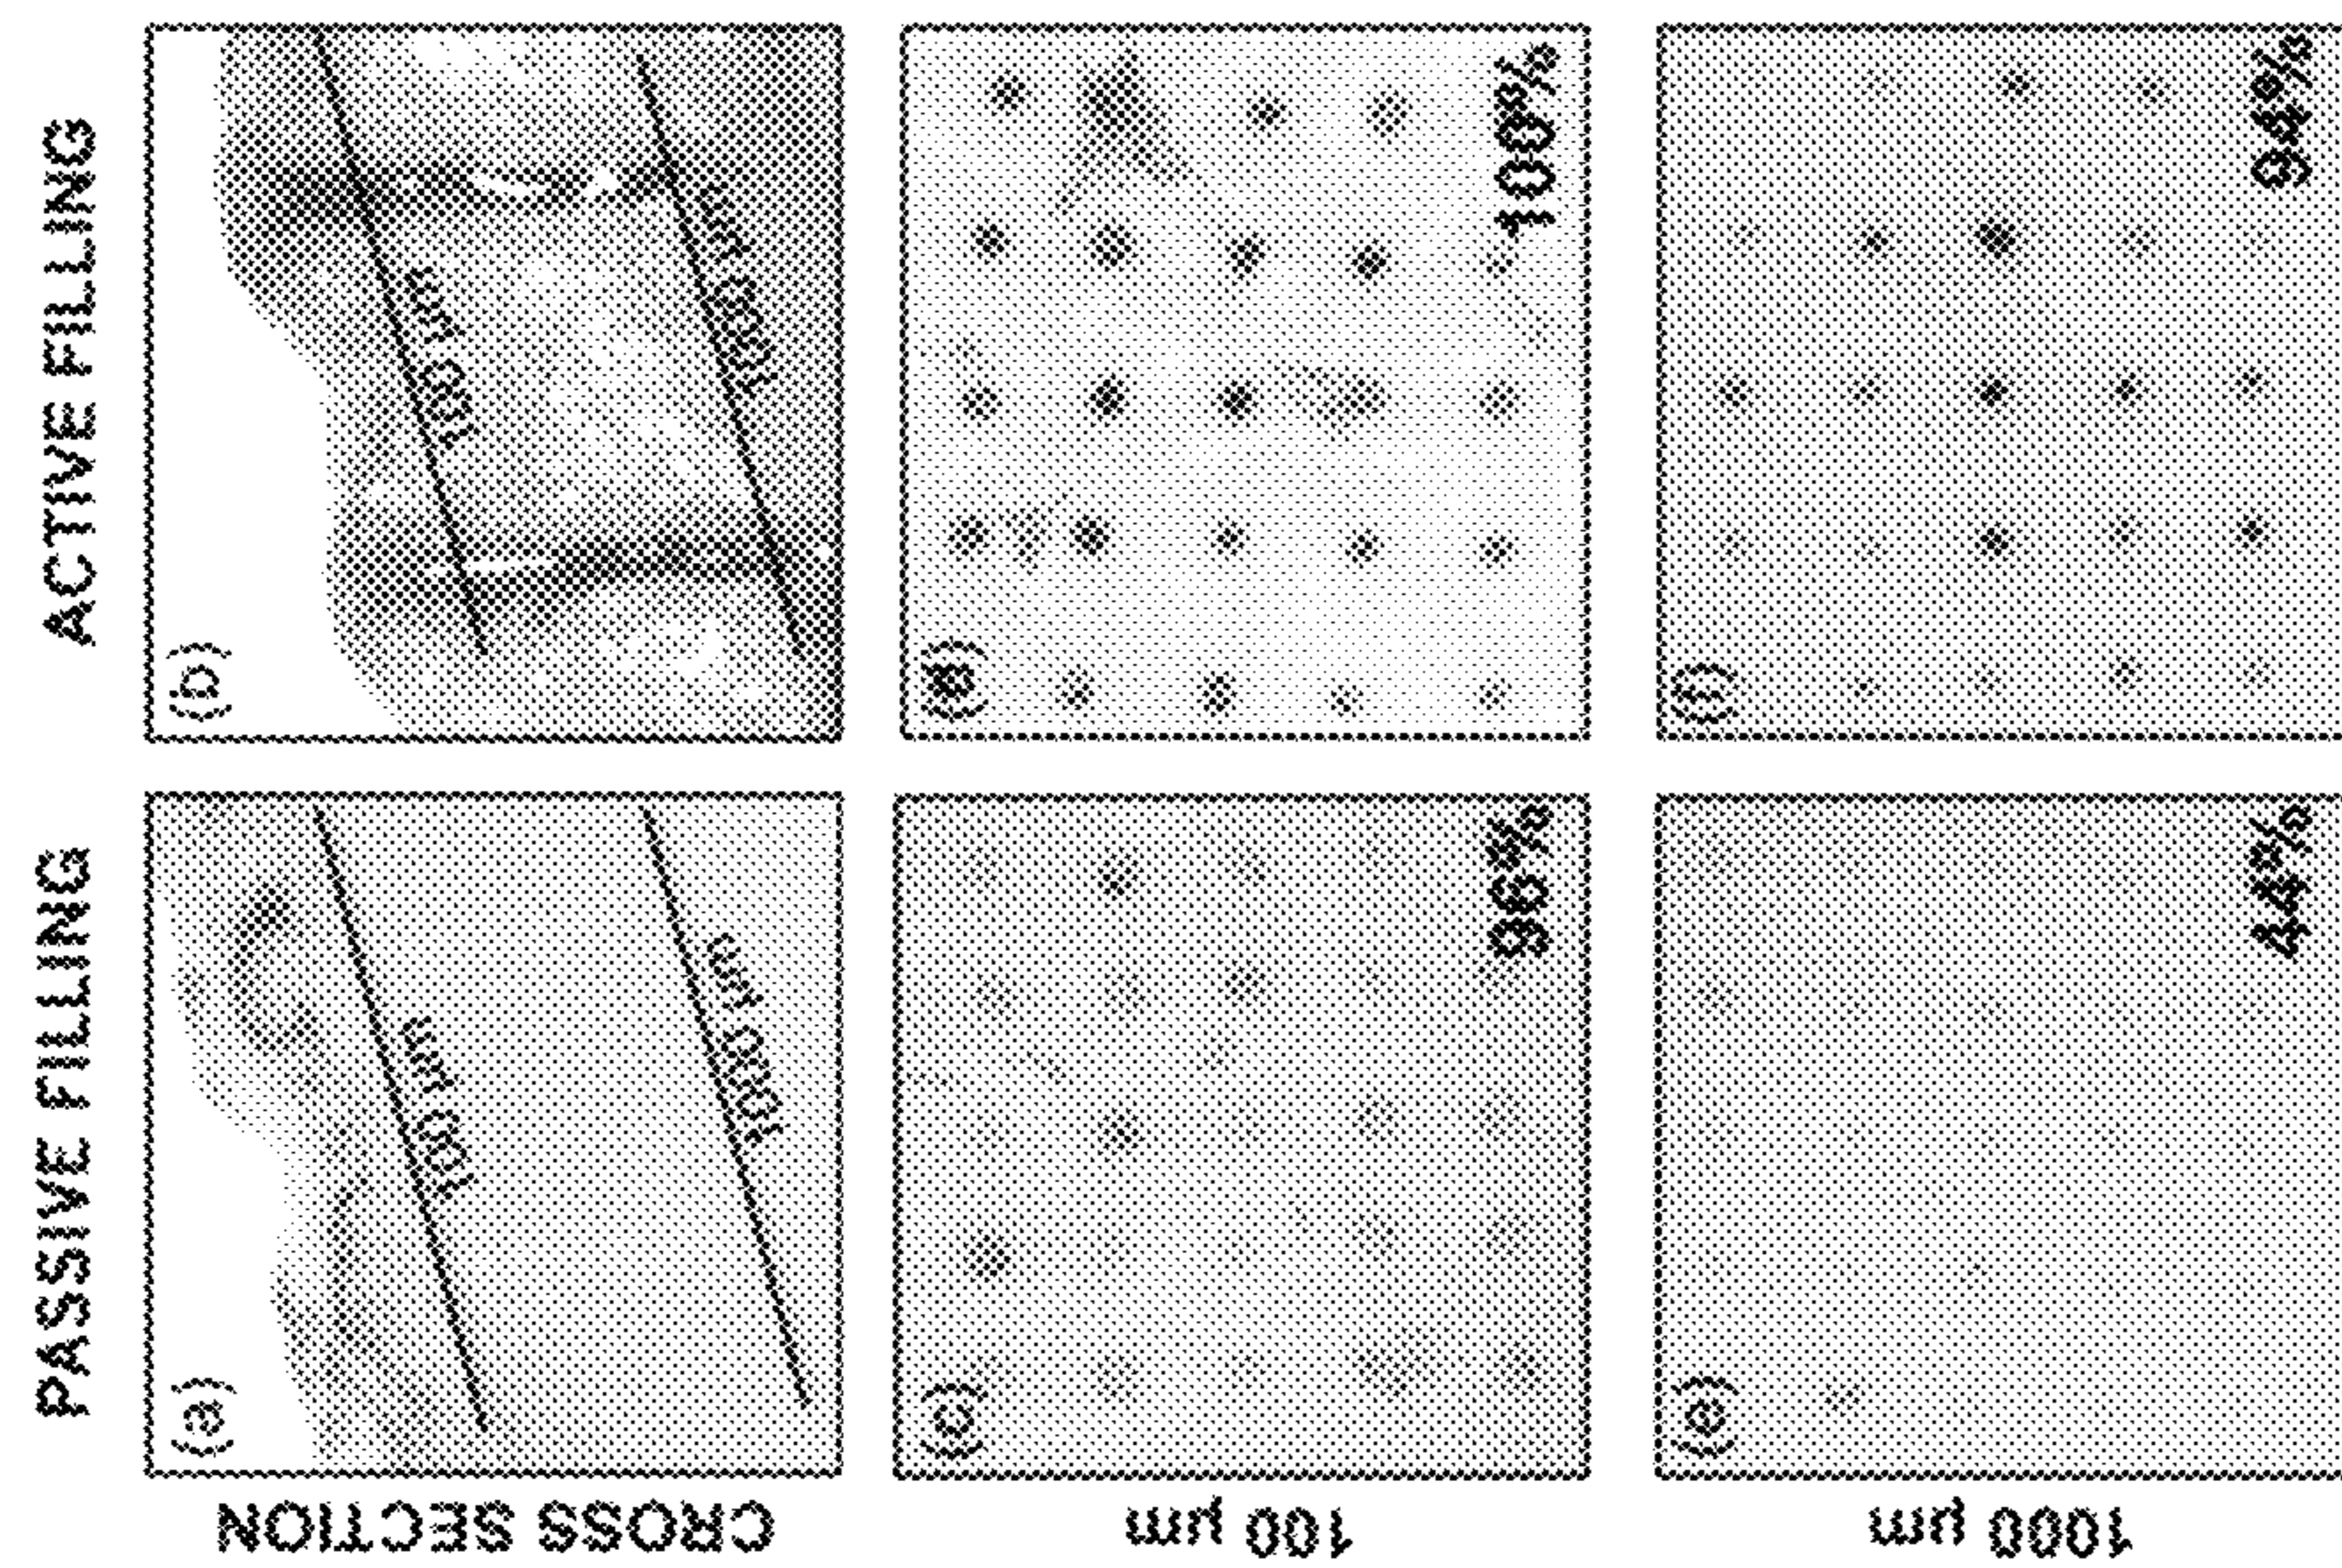 PASSIVE FILLING
ACTIVE FILLING
CROSS SECTION
(a)
100 µm
1000 µm
(b)
100 µm
1000 µm
100 µm
(c)
96%
(d)
100%
1000 µm
(e)
44%
(f)
94%